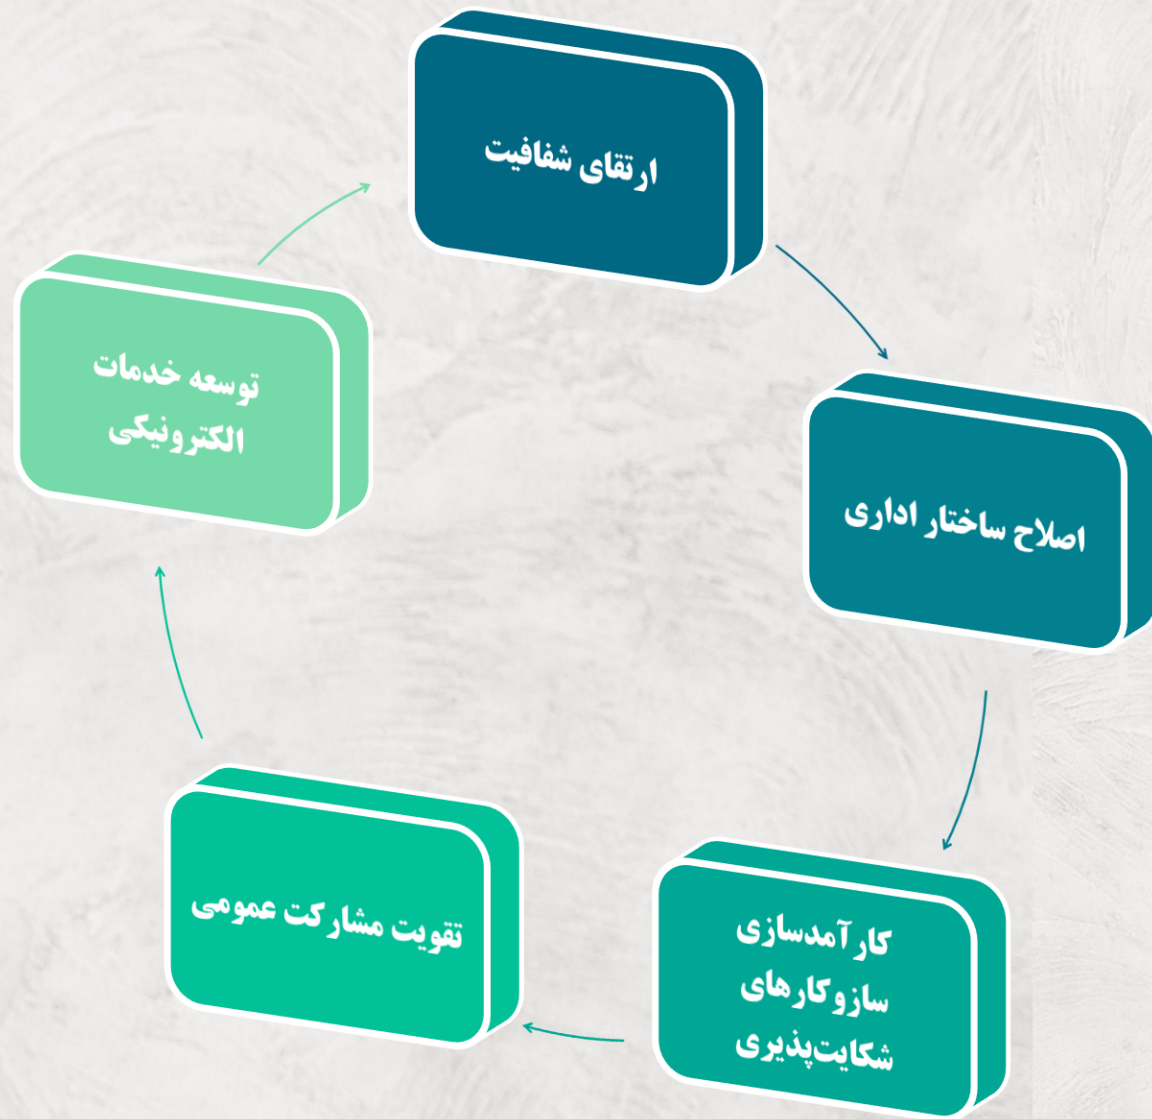 ارتقای شفافیت
اصلاح ساختار اداری
کارآمدسازی
سازوکارهای
شکایت‌پذیری
تقویت مشارکت عمومی
توسعه خدمات
الکترونیکی